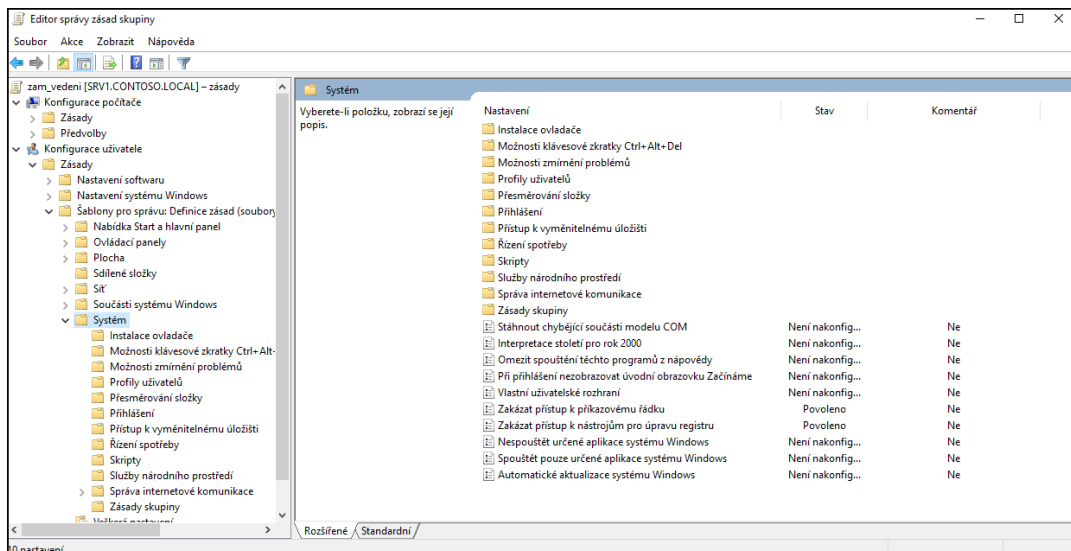 Editor správy zásad skupiny
Soubor Akce Zobrazit Nápověda
zam_vedeni [SRV1.CONTOSO.LOCAL] – zásady
Konfigurace počítače
Zásady
Předvolby
Konfigurace uživatele
Zásady
Nastavení softwaru
Nastavení systému Windows
Šablony pro správu: Definice zásad (soubory
Nabídka Start a hlavní panel
Ovládací panely
Plocha
Sdílené složky
Síť
Součásti systému Windows
Systém
Instalace ovladače
Možnosti klávesové zkratky Ctrl+Alt-
Možnosti zmírnění problémů
Profily uživatelů
Přesměrování složky
Přihlášení
Přístup k vyměnitelnému úložišti
Řízení spotřeby
Skripty
Služby národního prostředí
Správa internetové komunikace
Zásady skupiny
Veškerá nastavení
Systém
Vyberete-li položku, zobrazí se její
popis.
Nastavení Stav Komentář
Instalace ovladače
Možnosti klávesové zkratky Ctrl+Alt+Del
Možnosti zmírnění problémů
Profily uživatelů
Přesměrování složky
Přihlášení
Přístup k vyměnitelnému úložišti
Řízení spotřeby
Skripty
Služby národního prostředí
Správa internetové komunikace
Zásady skupiny
Stáhnout chybějící součásti modelu COM Není nakonfig... Ne
Interpretace století pro rok 2000 Není nakonfig... Ne
Omezit spouštění těchto programů z nápovědy Není nakonfig... Ne
Při přihlášení nezobrazovat úvodní obrazovku Začínáme Není nakonfig... Ne
Vlastní uživatelské rozhraní Není nakonfig... Ne
Zakázat přístup k příkazovému řádku Povoleno Ne
Zakázat přístup k nástrojům pro úpravu registru Povoleno Ne
Nespouštět určené aplikace systému Windows Není nakonfig... Ne
Spouštět pouze určené aplikace systému Windows Není nakonfig... Ne
Automatické aktualizace systému Windows Není nakonfig... Ne
Rozšířené Standardní
10 nastavení